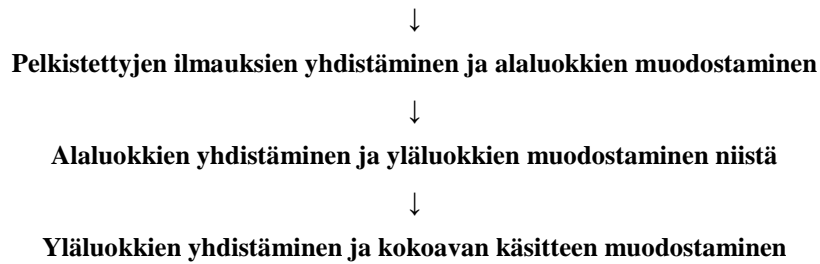 ↓
Pelkistettyjen ilmauksien yhdistäminen ja alaluokkien muodostaminen
↓
Alaluokkien yhdistäminen ja yläluokkien muodostaminen niistä
↓
Yläluokkien yhdistäminen ja kokoavan käsitteen muodostaminen